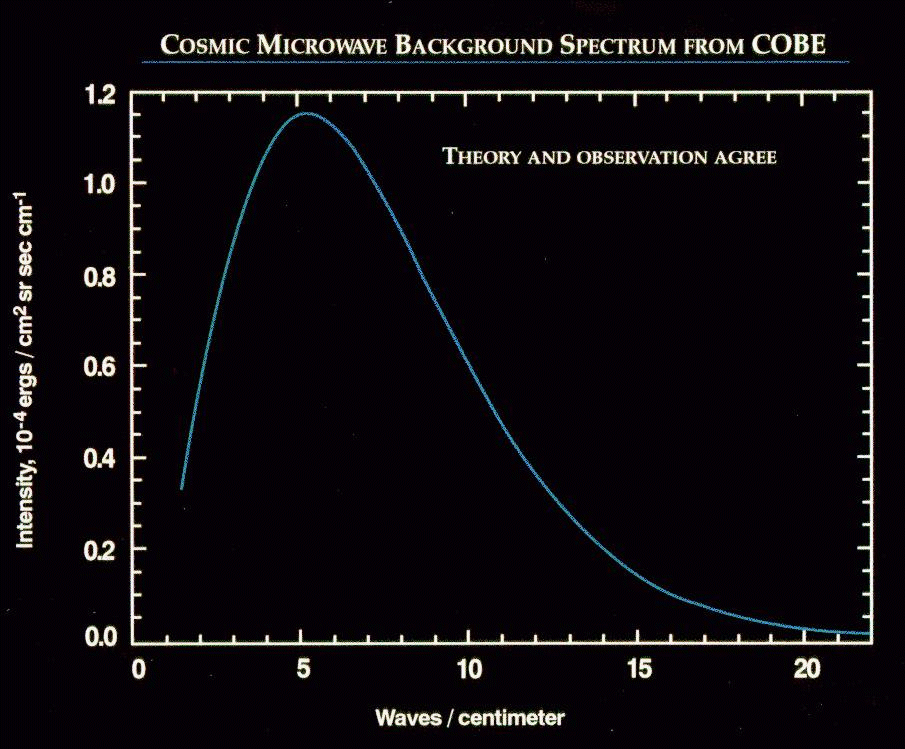 COSMIC MICROWAVE BACKGROUND SPECTRUM FROM COBE
THEORY AND OBSERVATION AGREE
Intensity, 10⁻⁴ ergs / cm² sr sec cm⁻¹
1.2
1.0
0.8
0.6
0.4
0.2
0.0
0 5 10 15 20
Waves / centimeter